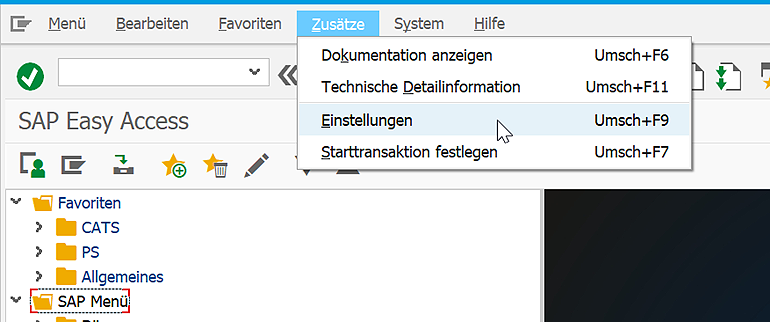 Menü Bearbeiten Favoriten Zusätze System Hilfe
Dokumentation anzeigen Umsch+F6
Technische Detailinformation Umsch+F11
Einstellungen Umsch+F9
Starttransaktion festlegen Umsch+F7
SAP Easy Access
Favoriten
CATS
PS
Allgemeines
SAP Menü